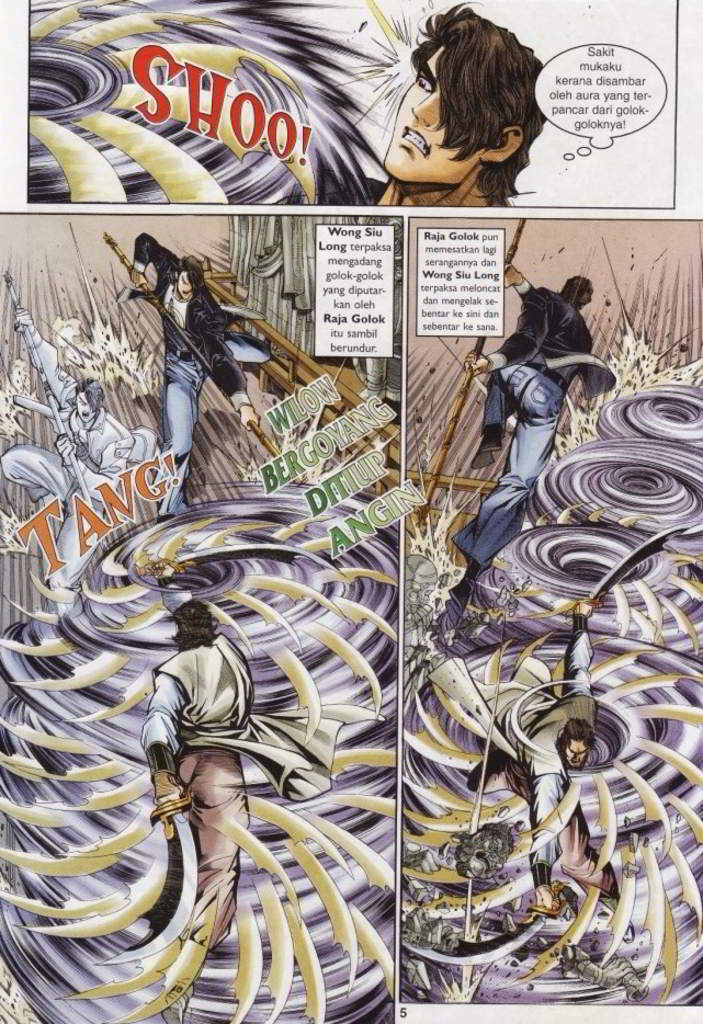 SHOO!
Sakit
mukaku
kerana disambar
oleh aura yang ter-
pancar dari golok-
goloknya!
Wong Siu
Long terpaksa
mengadang
golok-golok
yang diputar-
kan oleh
Raja Golok
itu sambil
berundur.
TANG!
WILOW
BERGOYANG
DITIUP
ANGIN
Raja Golok pun
memesatkan lagi
serangannya dan
Wong Siu Long
terpaksa meloncat
dan mengelak se-
bentar ke sini dan
sebentar ke sana.
5